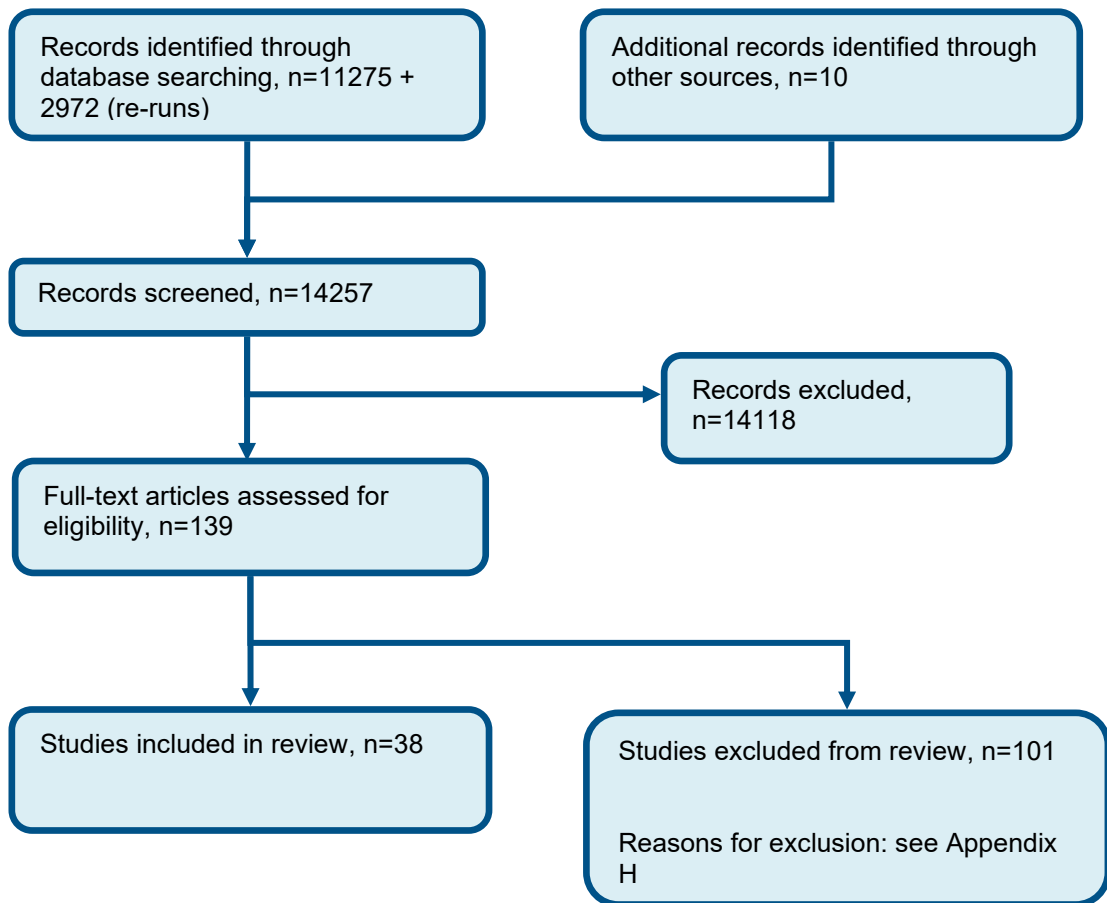 Records identified through
database searching, n=11275 +
2972 (re-runs)
Additional records identified through
other sources, n=10
Records screened, n=14257
Records excluded,
n=14118
Full-text articles assessed for
eligibility, n=139
Studies included in review, n=38
Studies excluded from review, n=101
Reasons for exclusion: see Appendix
H